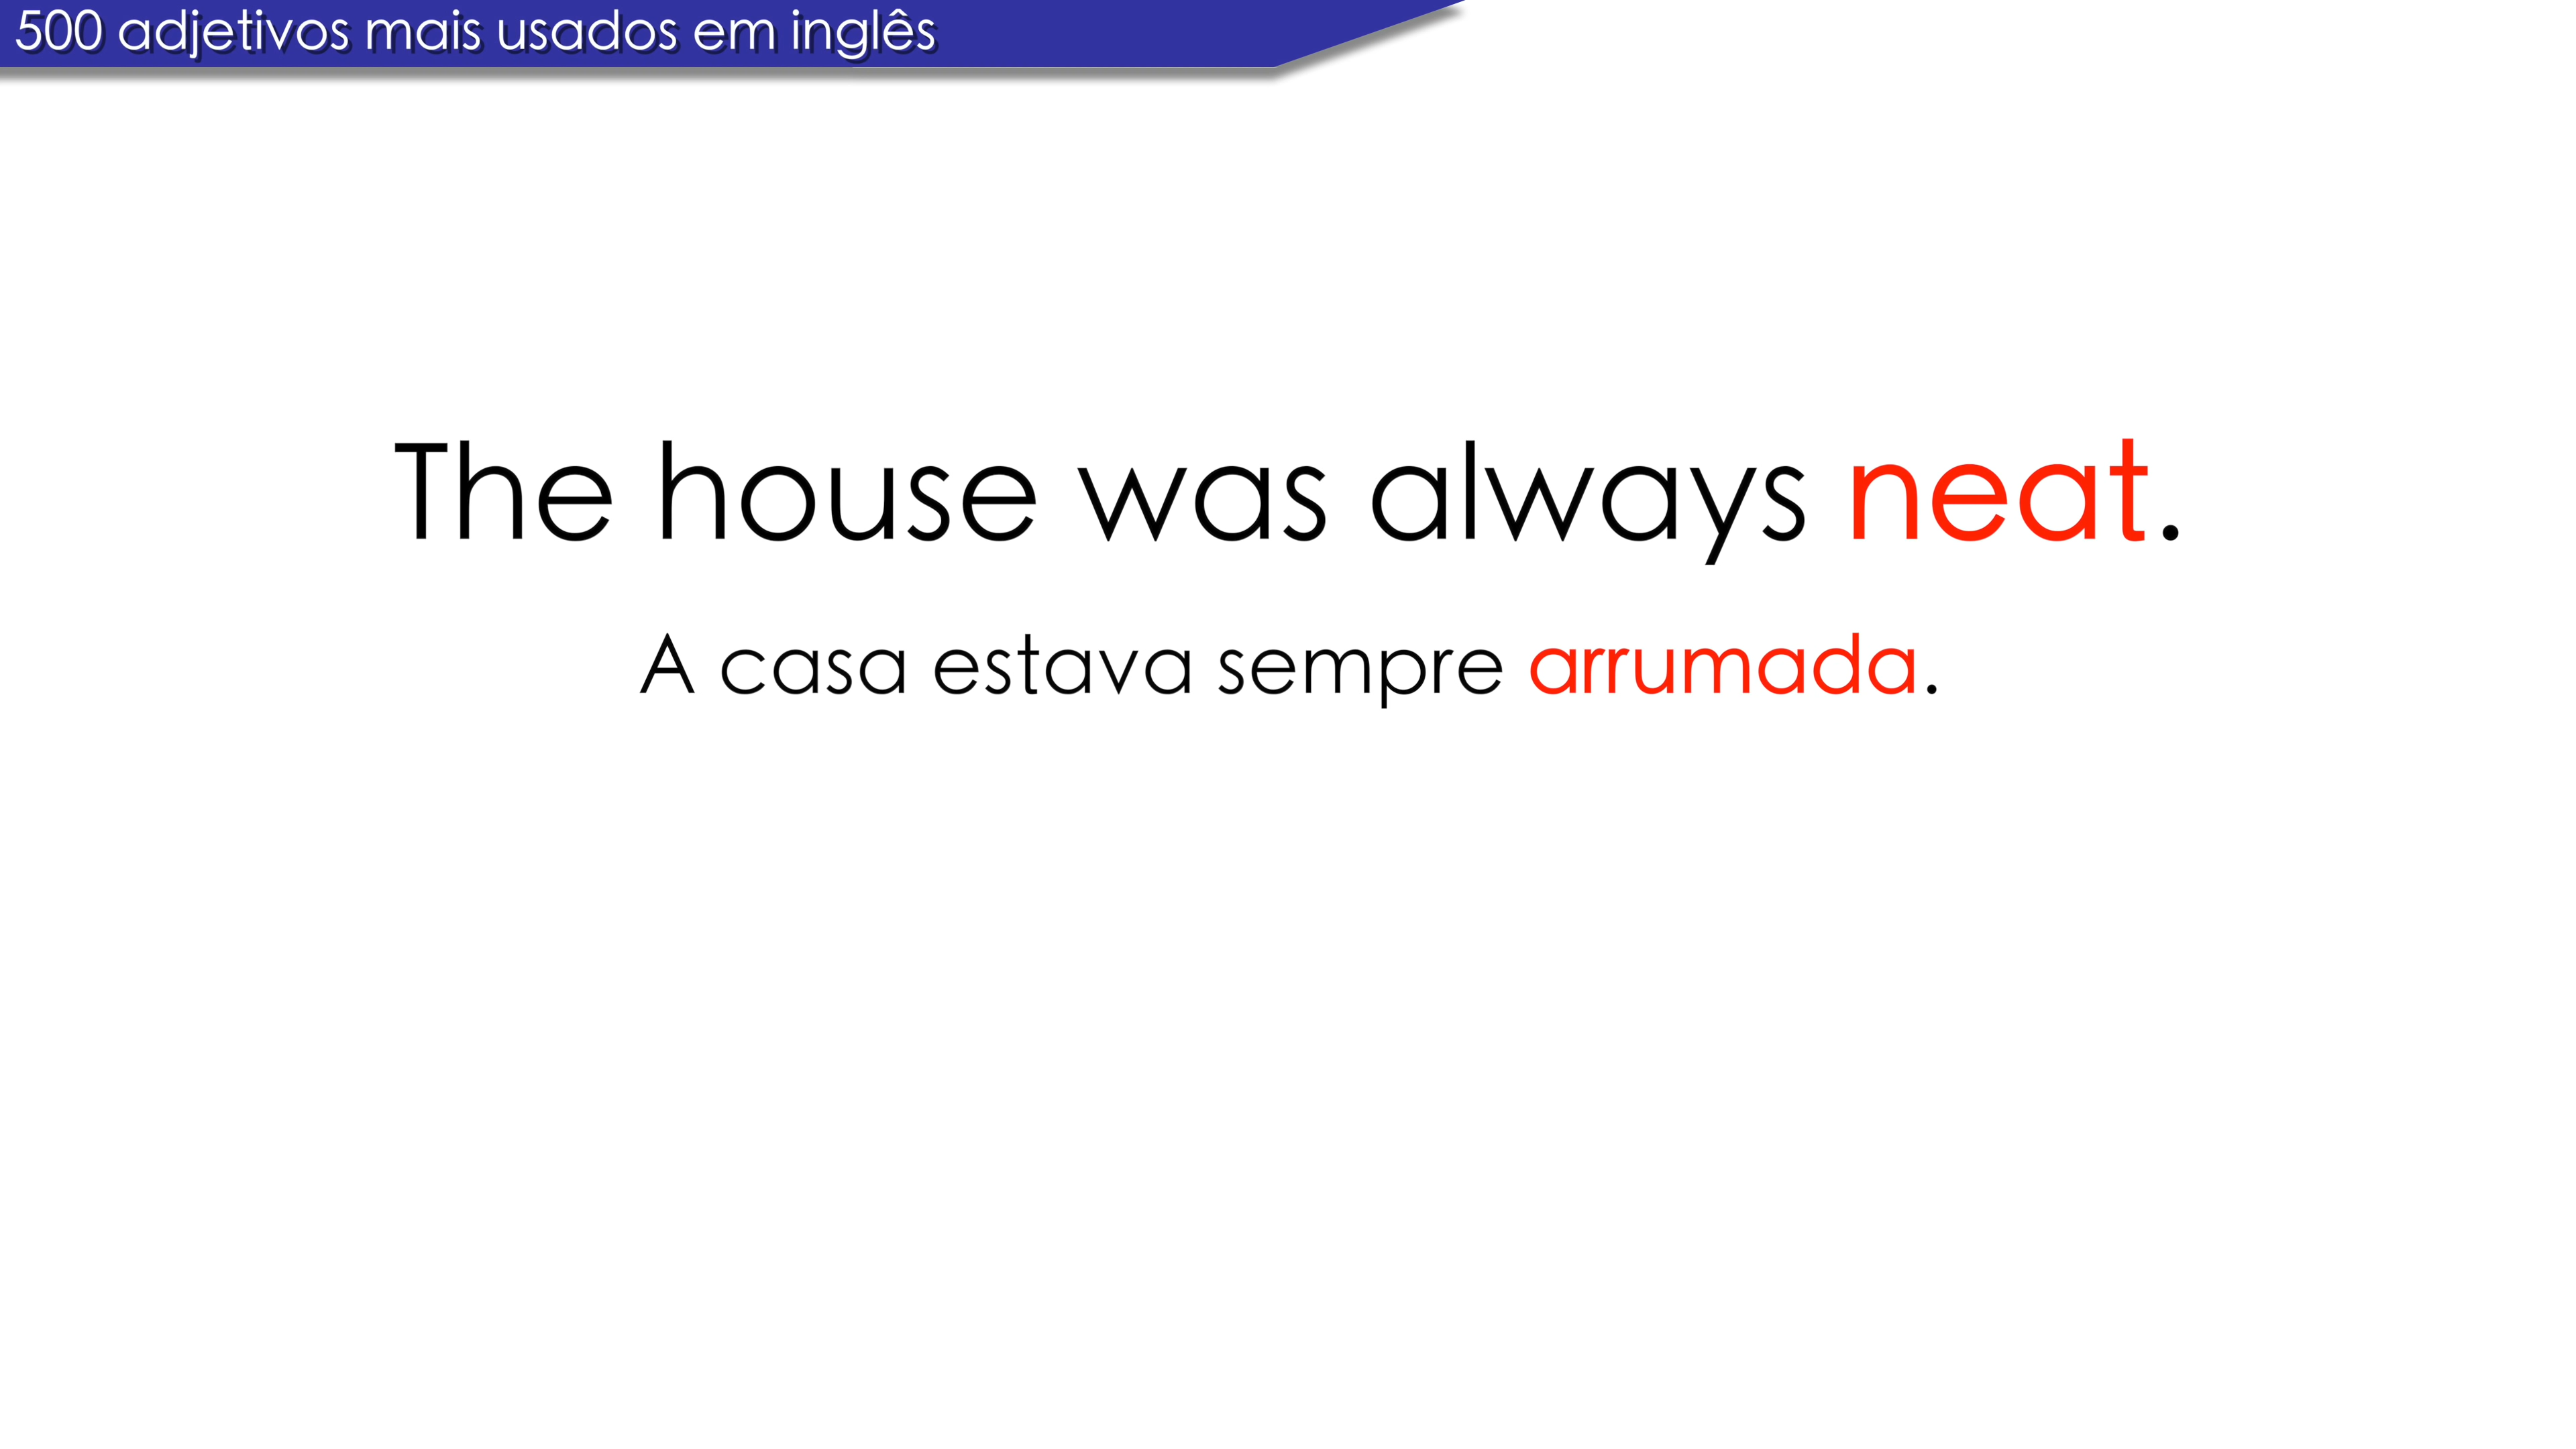 500 adjetivos mais usados em inglês
The house was always neat.
A casa estava sempre arrumada.